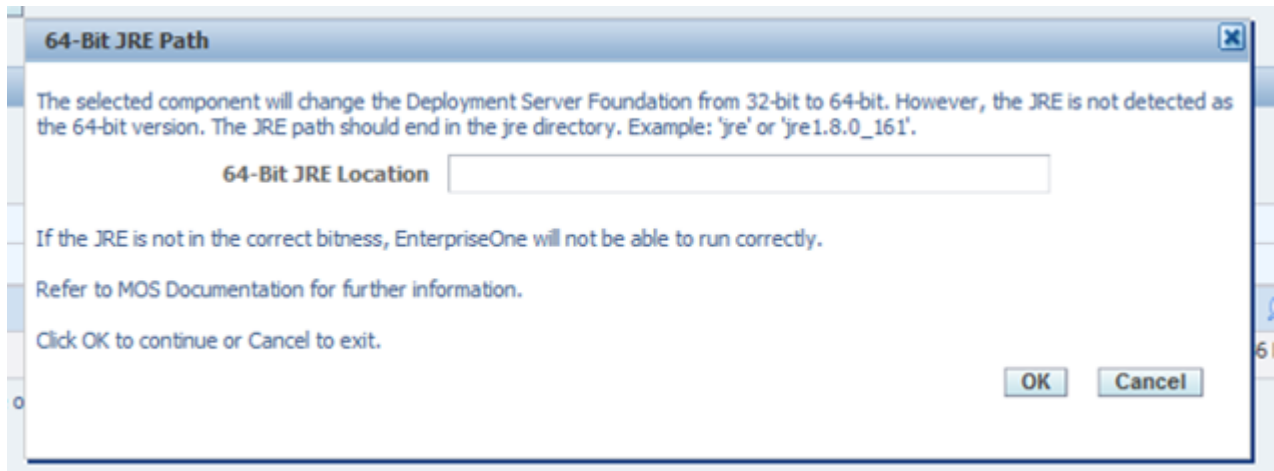 64-Bit JRE Path
The selected component will change the Deployment Server Foundation from 32-bit to 64-bit. However, the JRE is not detected as
the 64-bit version. The JRE path should end in the jre directory. Example: 'jre' or 'jre1.8.0_161'.
64-Bit JRE Location
If the JRE is not in the correct bitness, EnterpriseOne will not be able to run correctly.
Refer to MOS Documentation for further information.
Click OK to continue or Cancel to exit.
OK Cancel